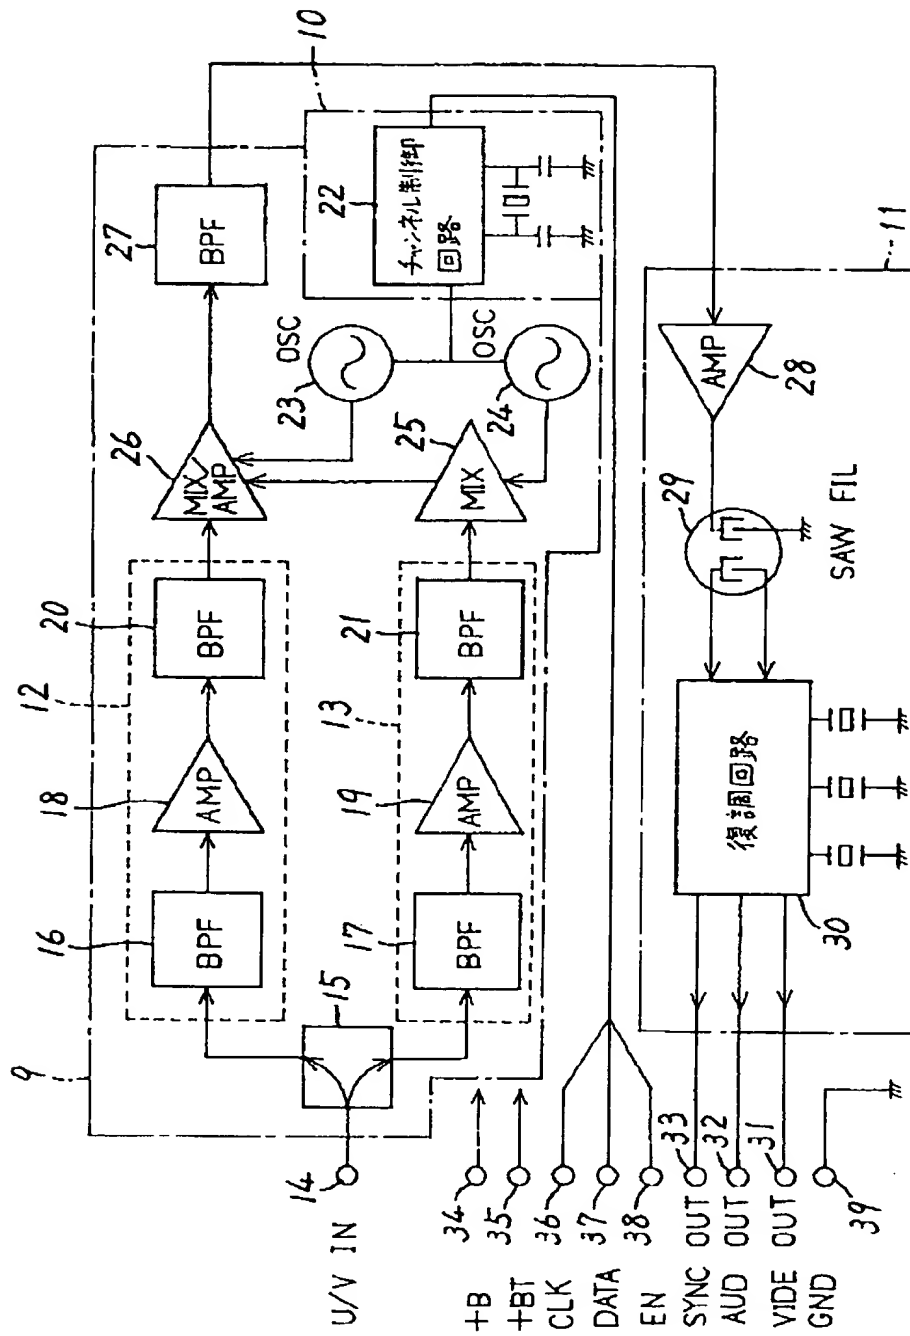 9
10
27
BPF
26
MIX/
AMP
20
BPF
12
18
AMP
16
BPF
22
チャンネル制御
回路
OSC
23
OSC
24
25
MIX
21
BPF
13
19
AMP
17
BPF
15
14
U/V IN
34
+B
35
+BT
36
CLK
37
DATA
38
EN
33
SYNC OUT
32
AUD OUT
31
VIDE OUT
39
GND
11
AMP
28
29
SAW FIL
復調回路
30